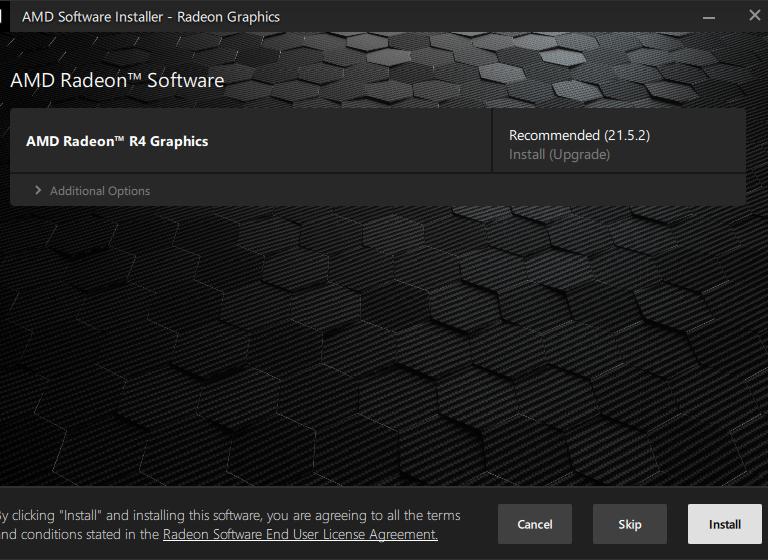 AMD Software Installer - Radeon Graphics
AMD Radeon™ Software
AMD Radeon™ R4 Graphics
Recommended (21.5.2)
Install (Upgrade)
Additional Options
By clicking "Install" and installing this software, you are agreeing to all the terms
and conditions stated in the Radeon Software End User License Agreement.
Cancel
Skip
Install